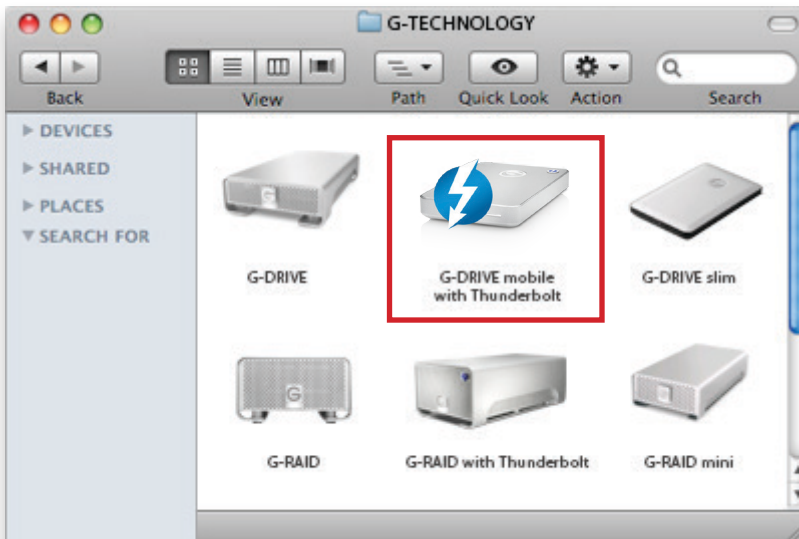 G-TECHNOLOGY
Back
View
Path
Quick Look
Action
Search
DEVICES
SHARED
PLACES
SEARCH FOR
G-DRIVE
G-DRIVE mobile
with Thunderbolt
G-DRIVE slim
G-RAID
G-RAID with Thunderbolt
G-RAID mini